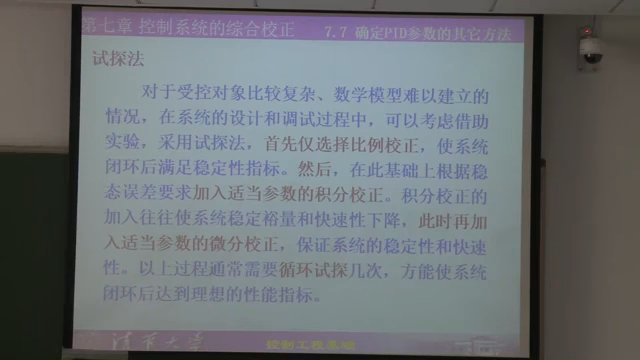 第七章 控制系统的综合校正 7.7 确定PID参数的其它方法
试探法
对于受控对象比较复杂、数学模型难以建立的
情况，在系统的设计和调试过程中，可以考虑借助
实验，采用试探法，首先仅选择比例校正，使系统
闭环后满足稳定性指标。然后，在此基础上根据稳
态误差要求加入适当参数的积分校正。积分校正的
加入往往使系统稳定裕量和快速性下降，此时再加
入适当参数的微分校正，保证系统的稳定性和快速
性。以上过程通常需要循环试探几次，方能使系统
闭环后达到理想的性能指标。
清华大学 控制工程基础